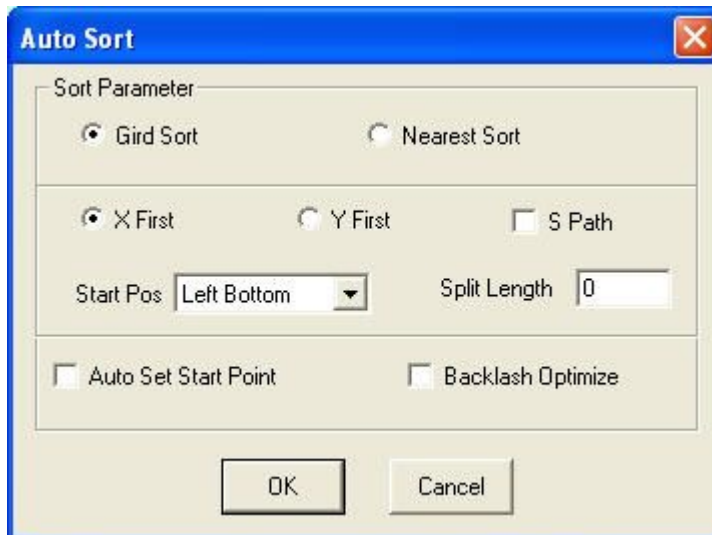 Auto Sort
Sort Parameter
Gird Sort Nearest Sort
X First Y First S Path
Start Pos Left Bottom Split Length 0
Auto Set Start Point Backlash Optimize
OK Cancel